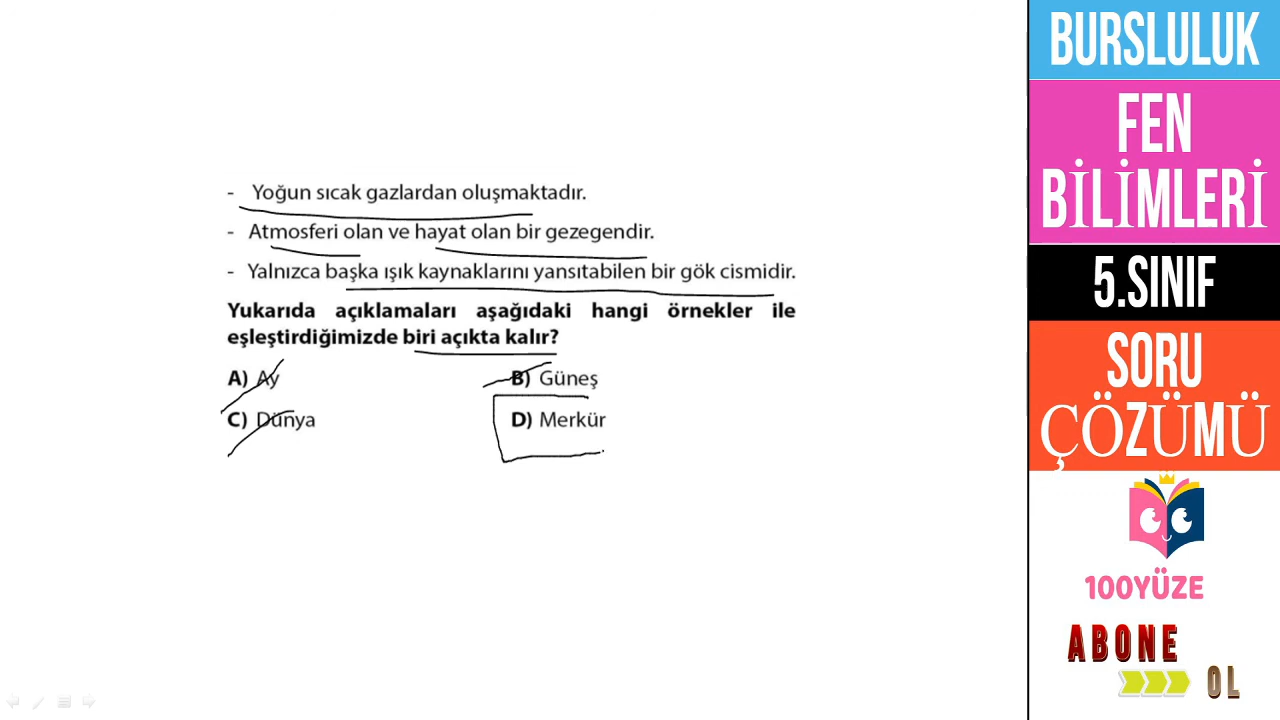 - Yoğun sıcak gazlardan oluşmaktadır.
- Atmosferi olan ve hayat olan bir gezegendir.
- Yalnızca başka ışık kaynaklarını yansıtabilen bir gök cismidir.
Yukarıda açıklamaları aşağıdaki hangi örnekler ile
eşleştirdiğimizde biri açıkta kalır?
A) Ay
B) Güneş
C) Dünya
D) Merkür
BURSLULUK
FEN
BİLİMLERİ
5.SINIF
SORU
ÇÖZÜMÜ
100YÜZE
ABONE
OL